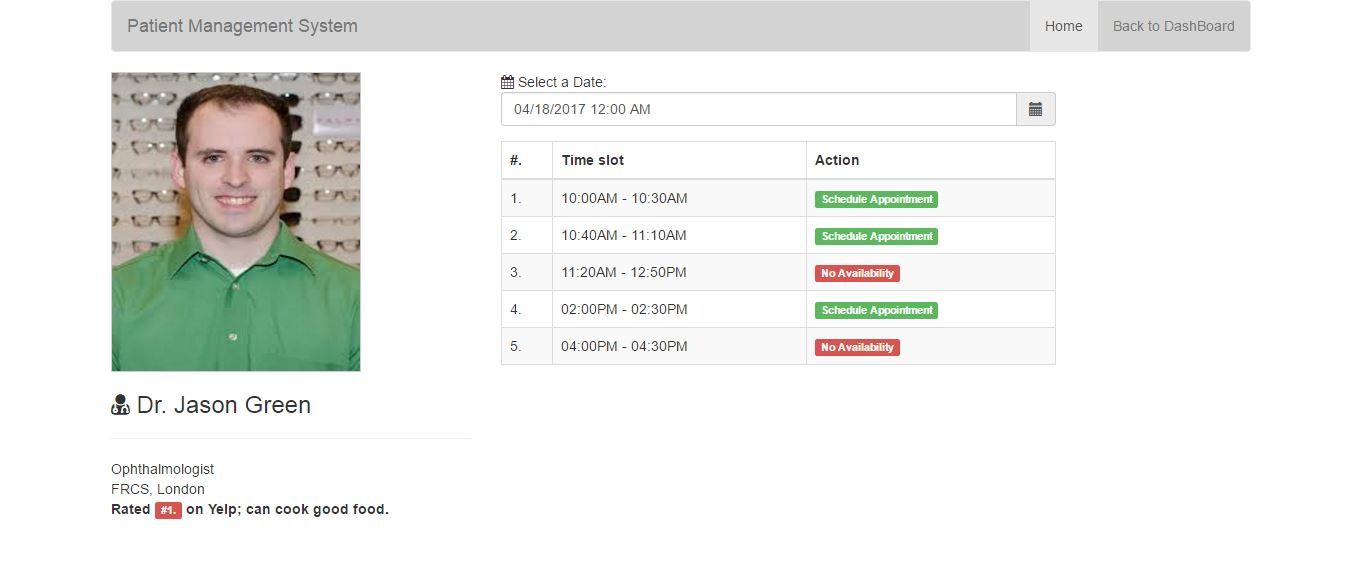 Patient Management System Home Back to DashBoard
Select a Date:
04/18/2017 12:00 AM
#. Time slot Action
1. 10:00AM - 10:30AM Schedule Appointment
2. 10:40AM - 11:10AM Schedule Appointment
3. 11:20AM - 12:50PM No Availability
4. 02:00PM - 02:30PM Schedule Appointment
5. 04:00PM - 04:30PM No Availability
Dr. Jason Green
Ophthalmologist
FRCS, London
Rated #1. on Yelp; can cook good food.